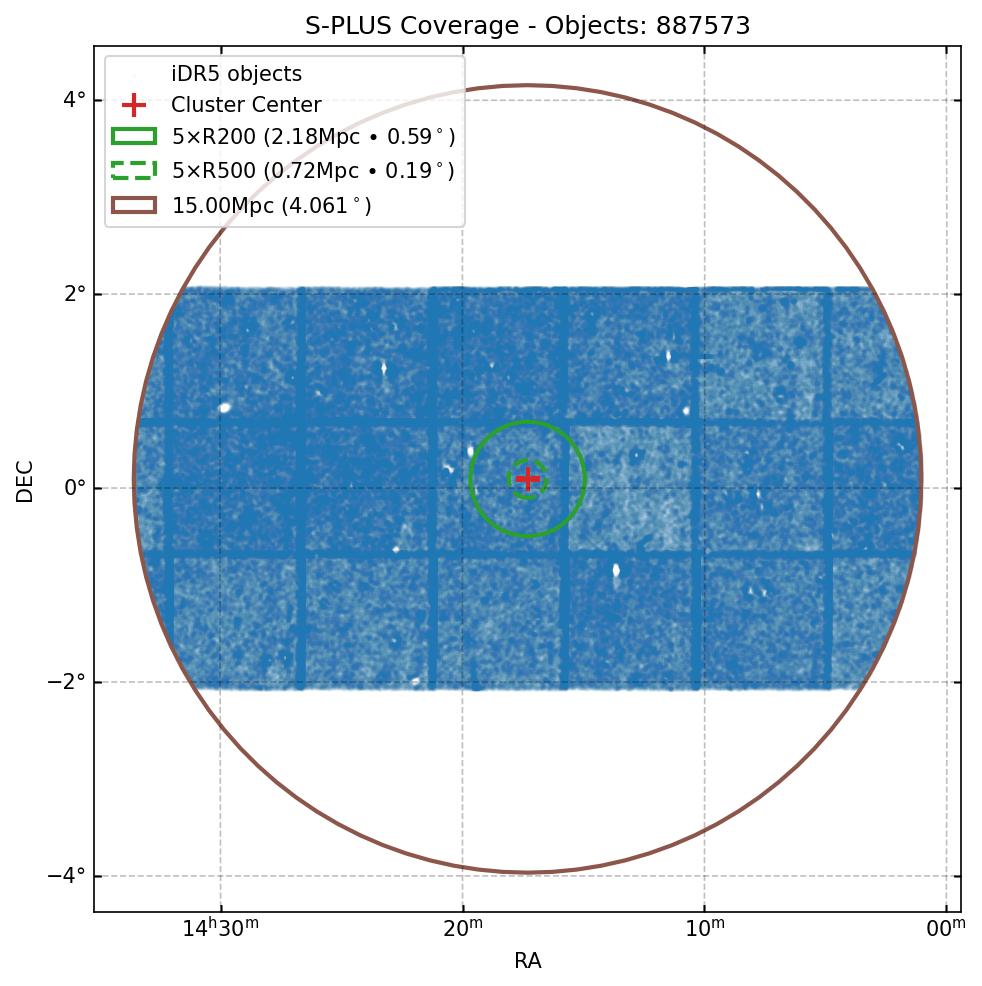 S-PLUS Coverage - Objects: 887573
iDR5 objects
Cluster Center
5×R200 (2.18Mpc • 0.59°)
5×R500 (0.72Mpc • 0.19°)
15.00Mpc (4.061°)
4°
2°
0°
−2°
−4°
DEC
14ʰ30ᵐ
20ᵐ
10ᵐ
00ᵐ
RA